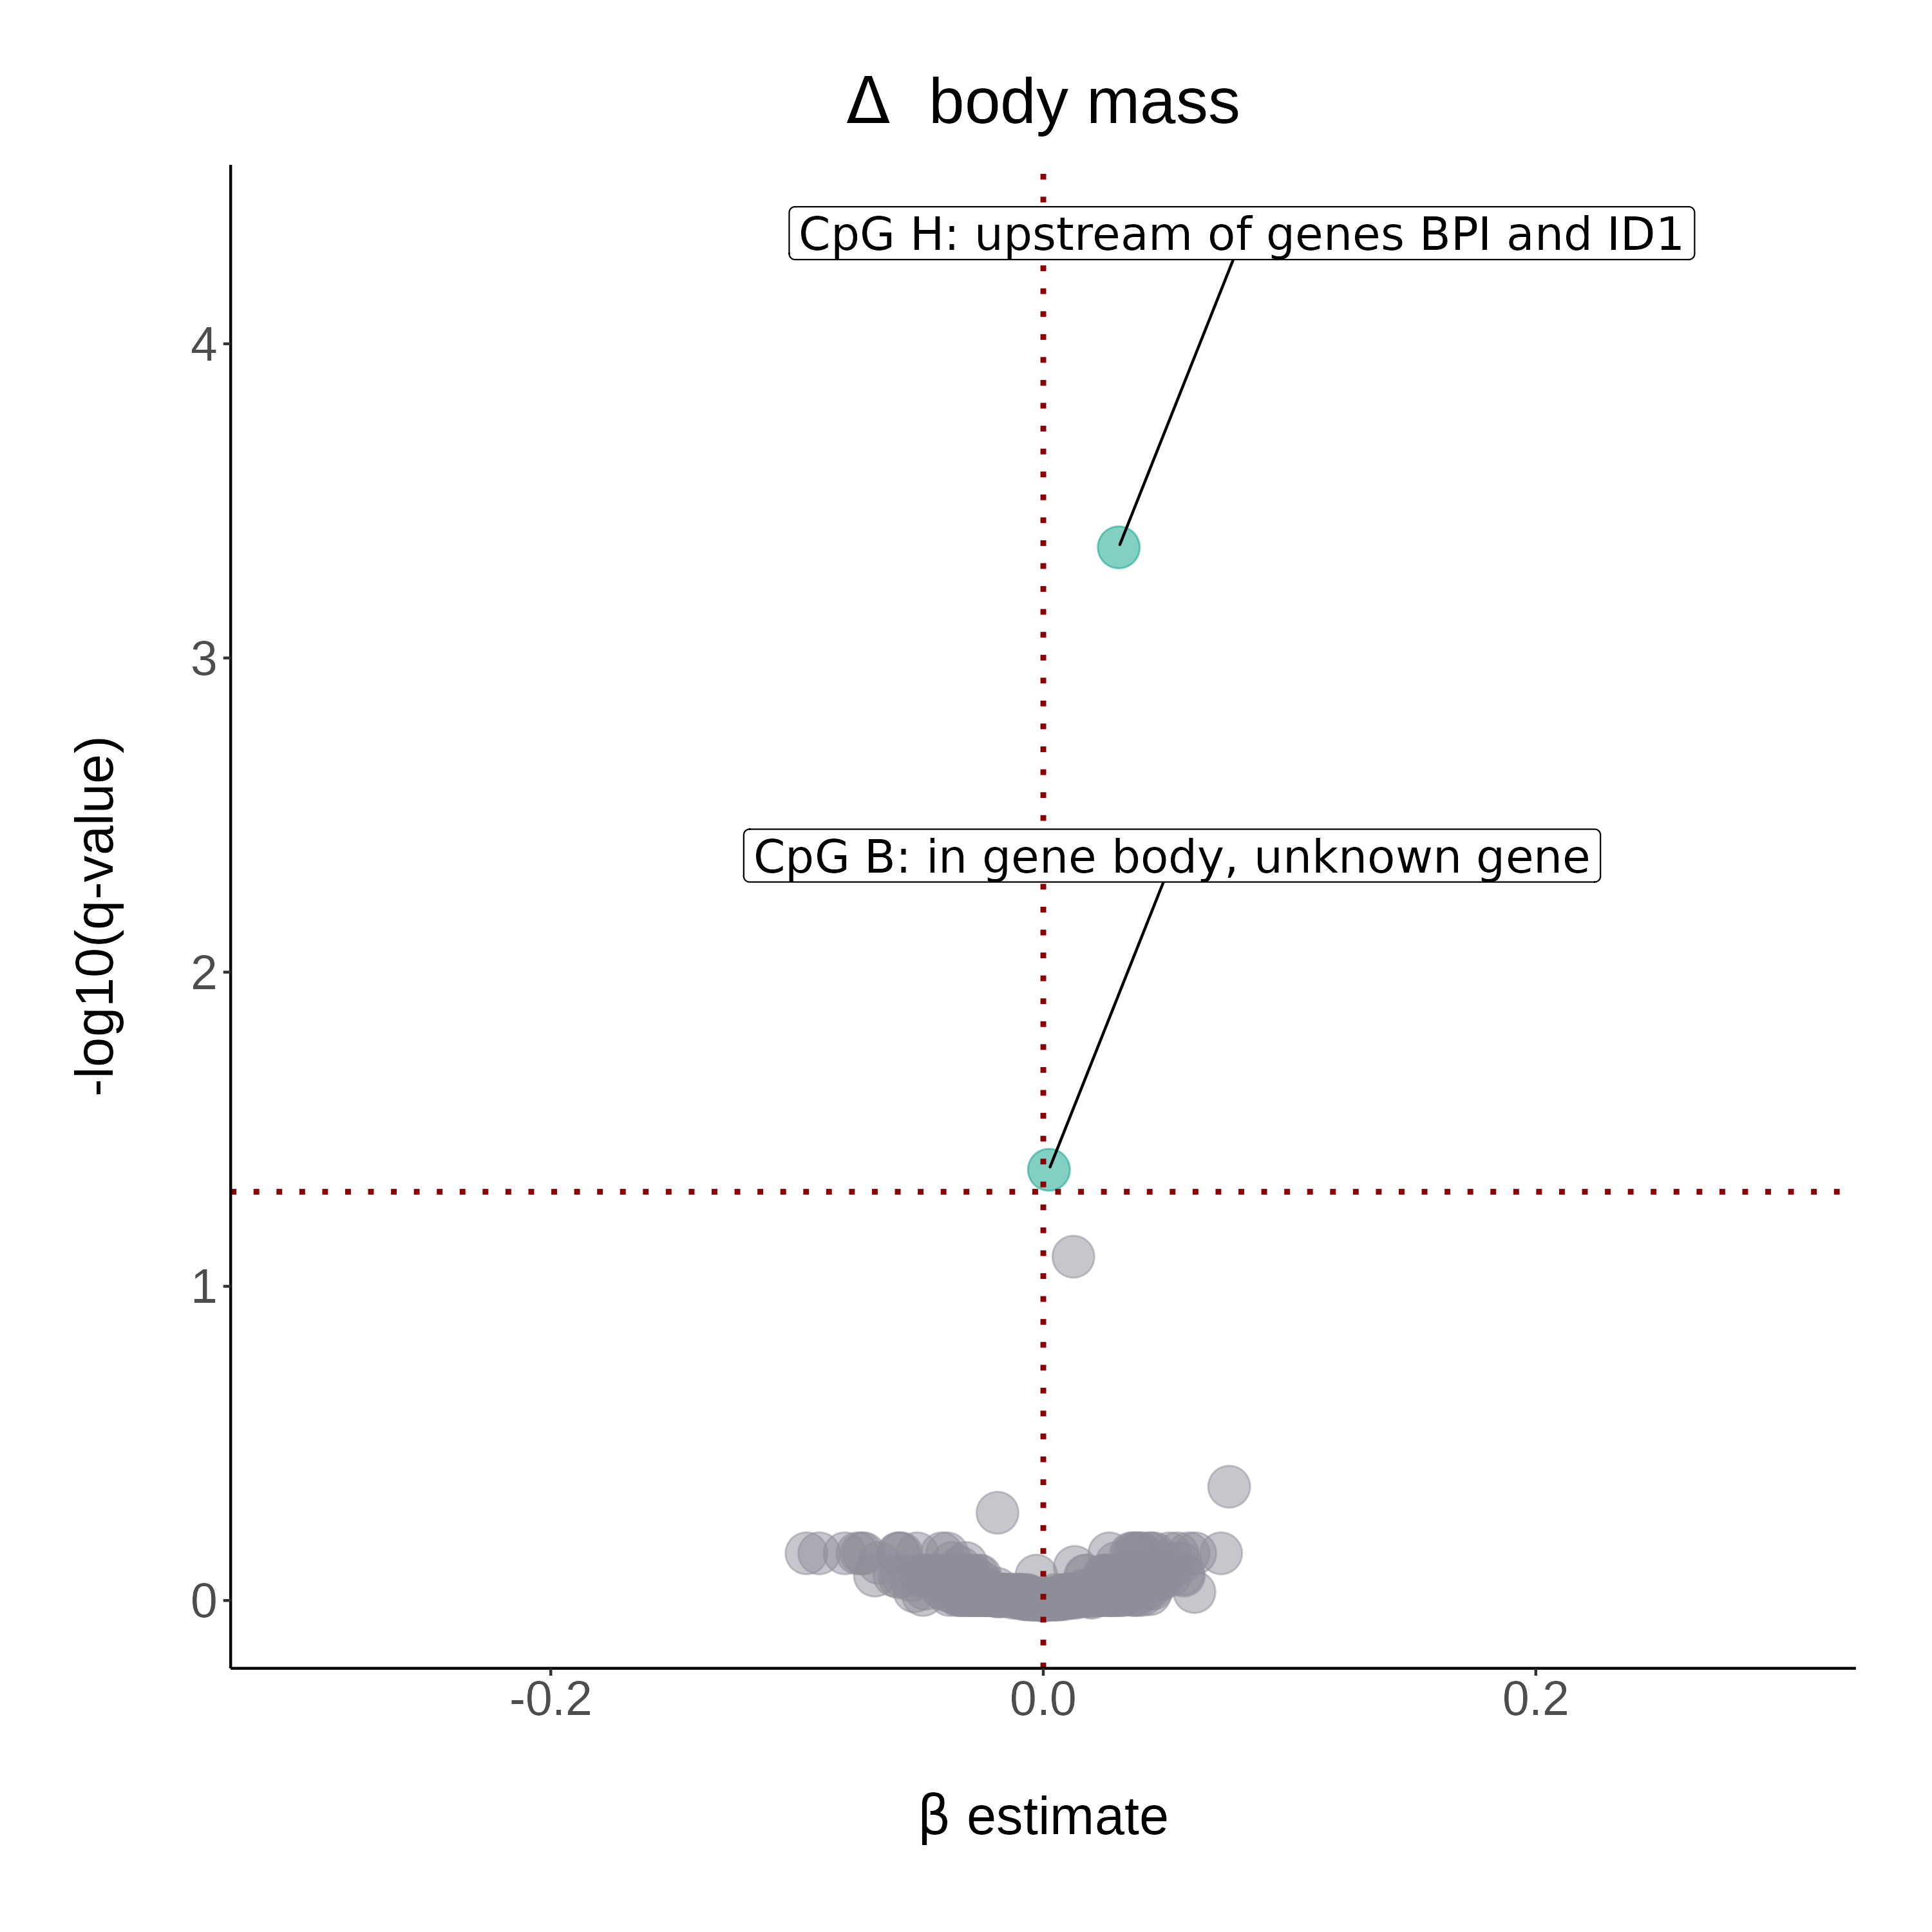 Δ body mass
CpG H: upstream of genes BPI and ID1
4
3
CpG B: in gene body, unknown gene
2
1
0
-log10(q-value)
-0.2 0.0 0.2
β estimate